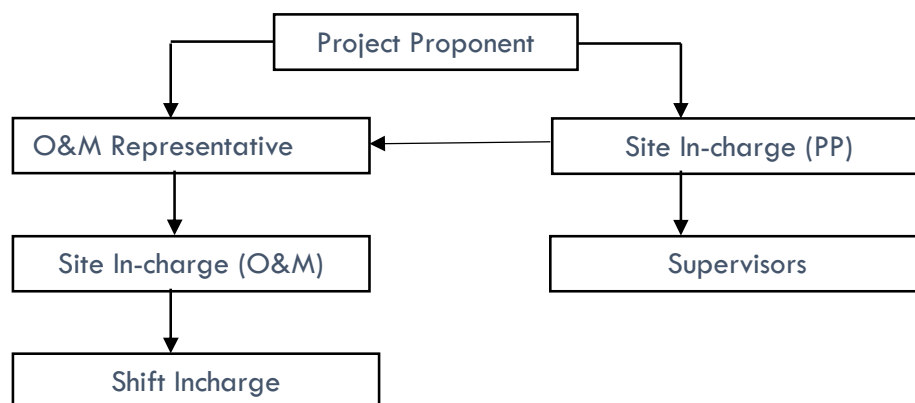 Project Proponent
O&M Representative
Site In-charge (PP)
Site In-charge (O&M)
Supervisors
Shift Incharge